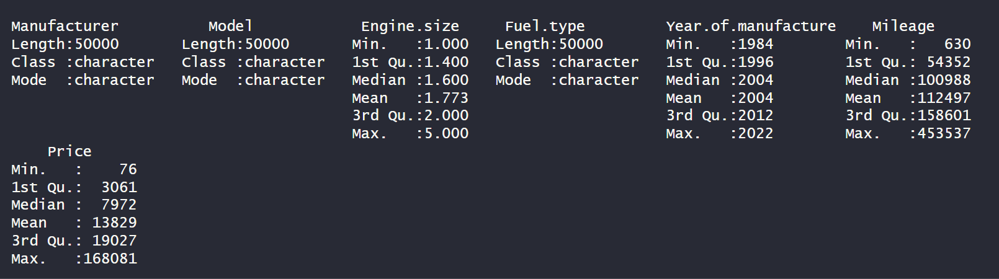 Manufacturer          Model            Engine.size     Fuel.type         Year.of.manufacture    Mileage
Length:50000       Length:50000       Min.   :1.000   Length:50000       Min.   :1984        Min.   :   630
Class :character   Class :character   1st Qu.:1.400   Class :character   1st Qu.:1996        1st Qu.: 54352
Mode  :character   Mode  :character   Median :1.600   Mode  :character   Median :2004        Median :100988
                                      Mean   :1.773                      Mean   :2004        Mean   :112497
                                      3rd Qu.:2.000                      3rd Qu.:2012        3rd Qu.:158601
                                      Max.   :5.000                      Max.   :2022        Max.   :453537
    Price
Min.   :    76
1st Qu.:  3061
Median :  7972
Mean   : 13829
3rd Qu.: 19027
Max.   :168081